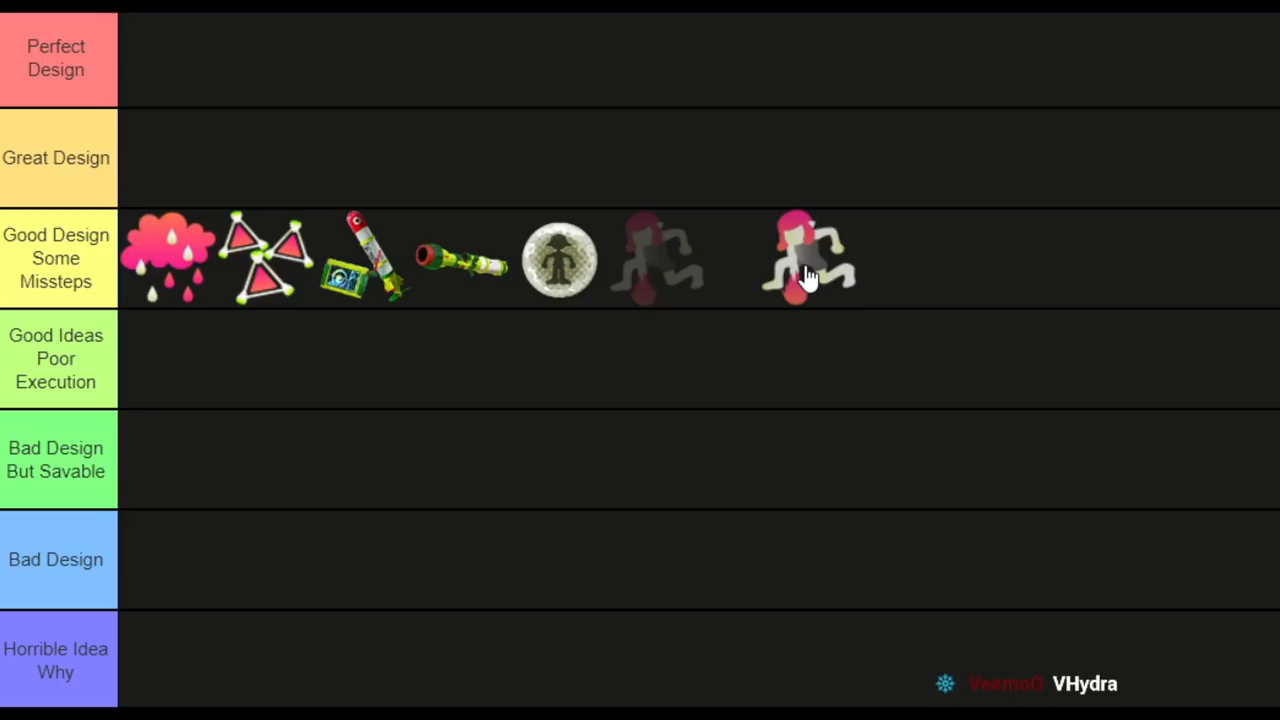 Perfect
Design
Great Design
Good Design
Some
Missteps
Good Ideas
Poor
Execution
Bad Design
But Savable
Bad Design
Horrible Idea
Why
VeemoO VHydra